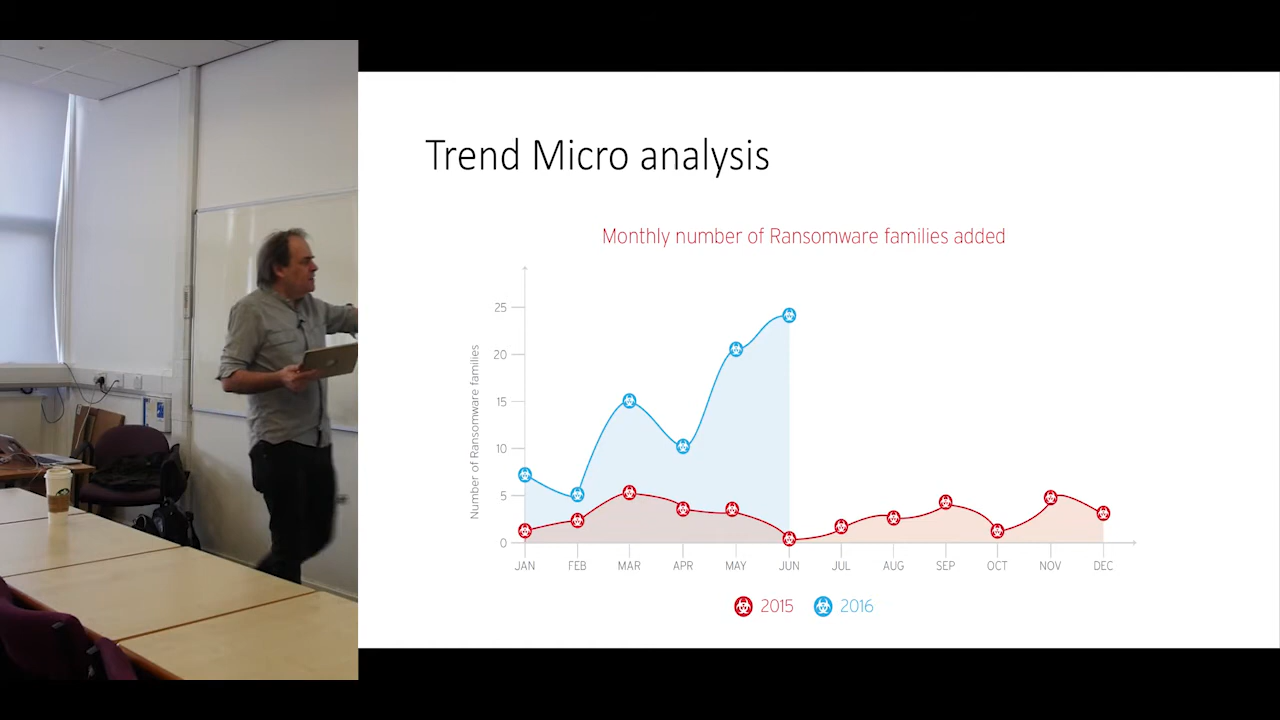 Trend Micro analysis
Monthly number of Ransomware families added
Number of Ransomware families
25
20
15
10
5
0
JAN FEB MAR APR MAY JUN JUL AUG SEP OCT NOV DEC
2015 2016